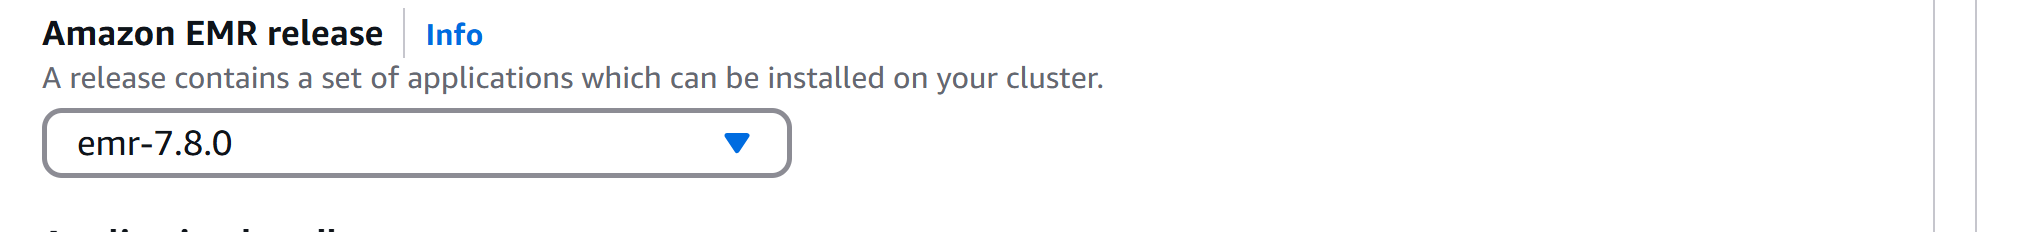 Amazon EMR release Info
A release contains a set of applications which can be installed on your cluster.
emr-7.8.0